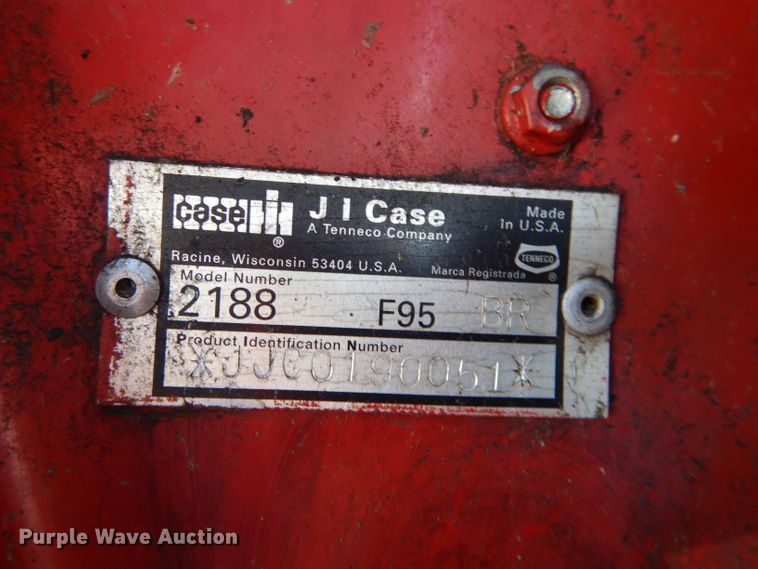 case IH ®
J I Case
A Tenneco Company
Made
In U.S.A.
Racine, Wisconsin 53404 U.S.A.
Marca Registrada
TENNECO ®
Model Number
2188 F95 BR
Product Identification Number
*JJC0190051*
Purple Wave Auction